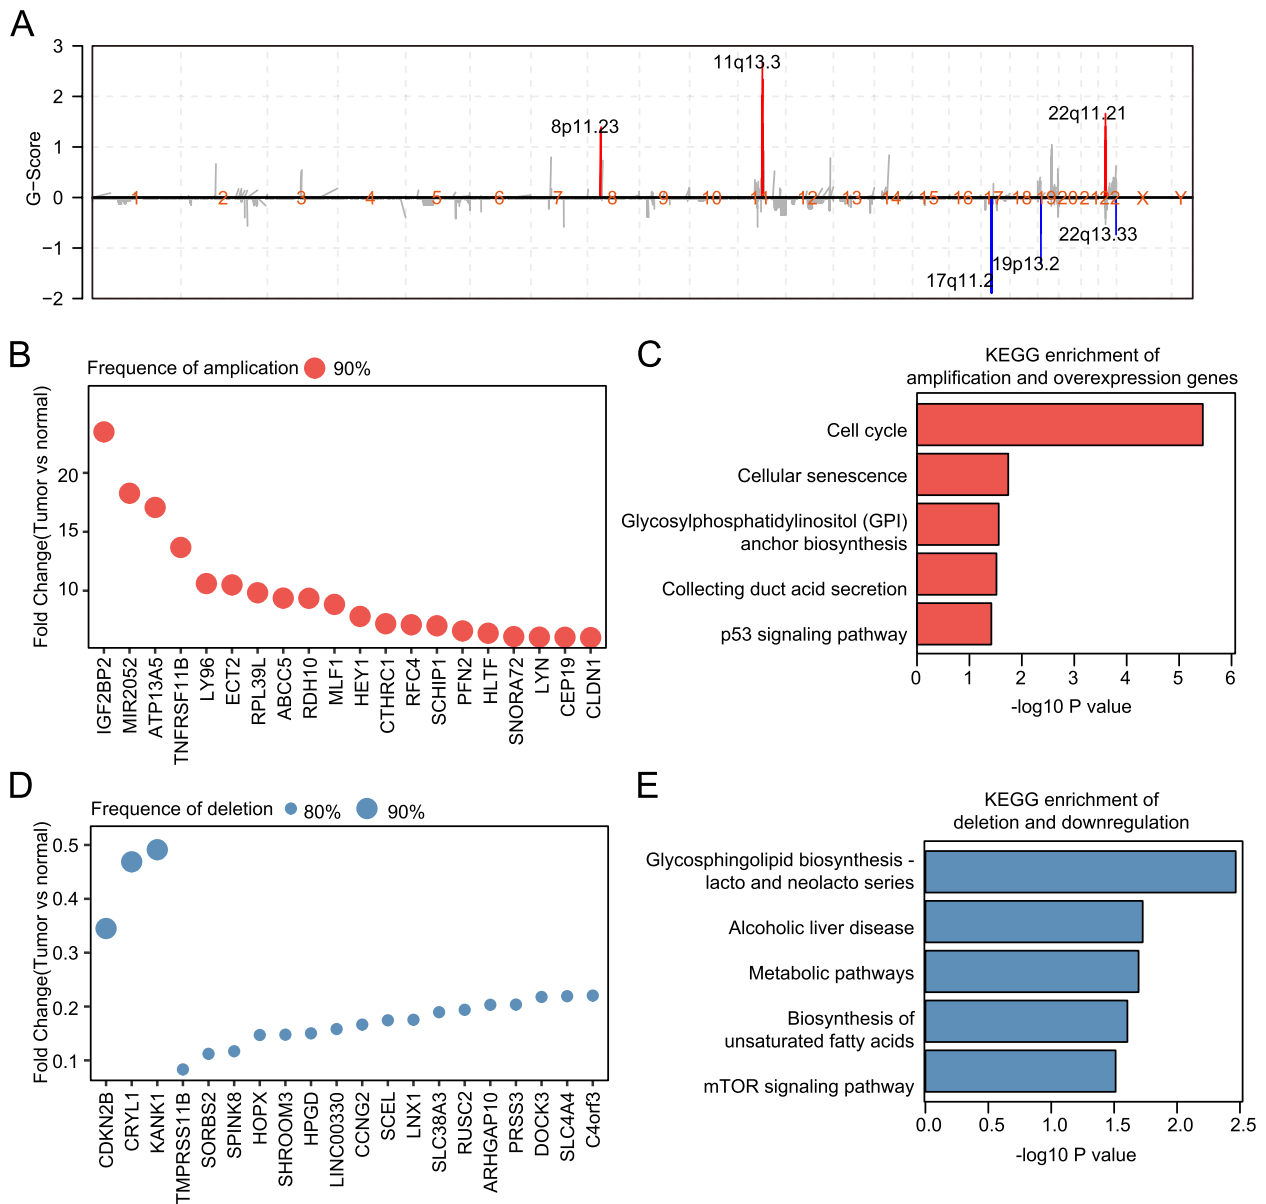 A
3
2
1
0
−1
−2
G−Score
8p11.23
11q13.3
22q11.21
1 2 3 4 5 6 7 8 9 10 11 12 13 14 15 16 17 18 19 20 21 22 X Y
17q11.2
19p13.2
22q13.33
B
Frequence of amplication 90%
Fold Change(Tumor vs normal)
20
15
10
IGF2BP2
MIR2052
ATP13A5
TNFRSF11B
LY96
ECT2
RPL39L
ABCC5
RDH10
MLF1
HEY1
CTHRC1
RFC4
SCHIP1
PFN2
HLTF
SNORA72
LYN
CEP19
CLDN1
C
KEGG enrichment of
amplification and overexpression genes
Cell cycle
Cellular senescence
Glycosylphosphatidylinositol (GPI)
anchor biosynthesis
Collecting duct acid secretion
p53 signaling pathway
0 1 2 3 4 5 6
-log10 P value
D
Frequence of deletion 80% 90%
Fold Change(Tumor vs normal)
0.5
0.4
0.3
0.2
0.1
CDKN2B
CRYL1
KANK1
TMPRSS11B
SORBS2
SPINK8
HOPX
SHROOM3
HPGD
LINC00330
CCNG2
SCEL
LNX1
SLC38A3
RUSC2
ARHGAP10
PRSS3
DOCK3
SLC4A4
C4orf3
E
KEGG enrichment of
deletion and downregulation
Glycosphingolipid biosynthesis -
lacto and neolacto series
Alcoholic liver disease
Metabolic pathways
Biosynthesis of
unsaturated fatty acids
mTOR signaling pathway
0.0 0.5 1.0 1.5 2.0 2.5
-log10 P value